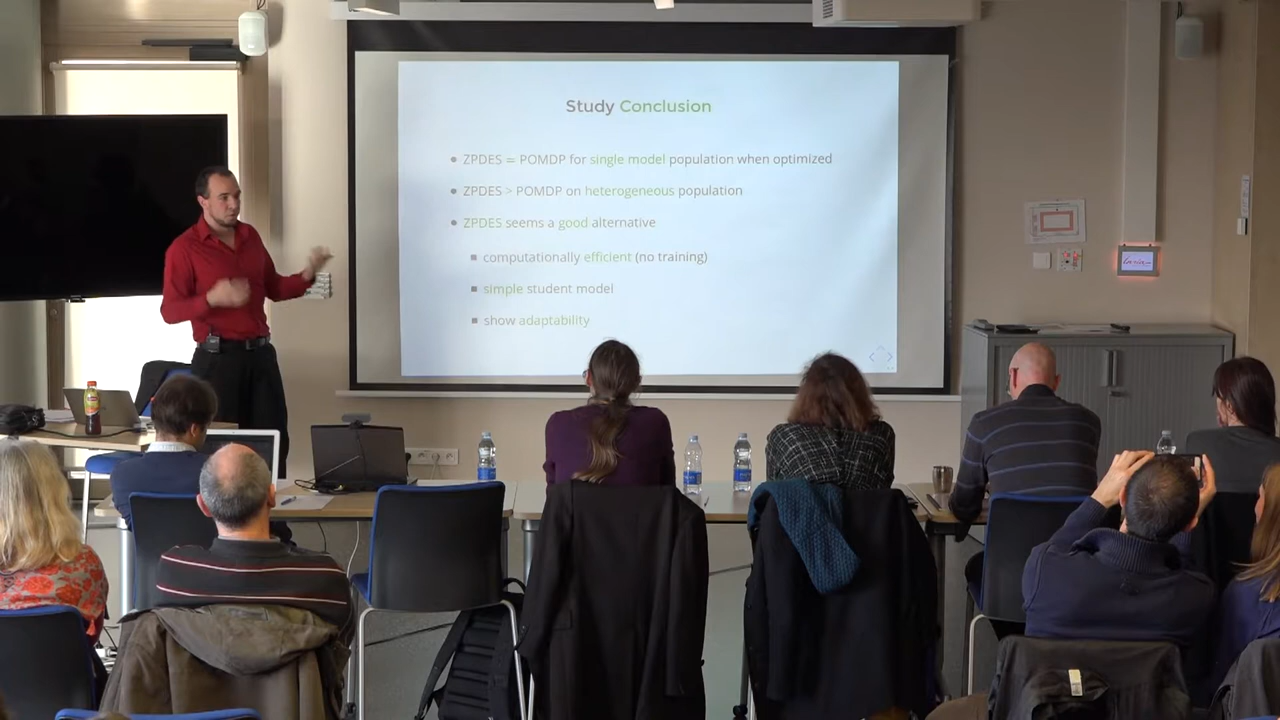 Study Conclusion
ZPDES = POMDP for single model population when optimized
ZPDES > POMDP on heterogeneous population
ZPDES seems a good alternative
computationally efficient (no training)
simple student model
show adaptability